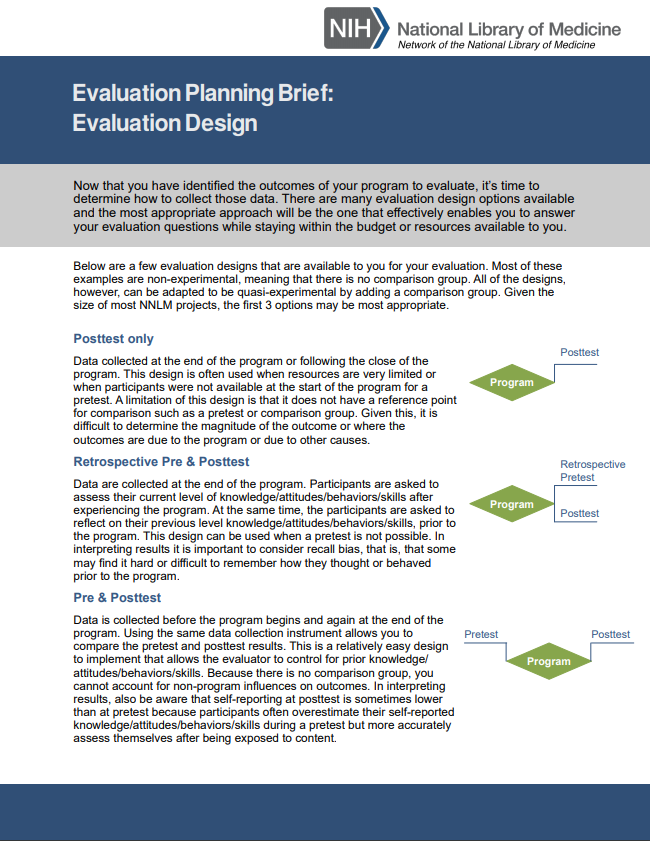 NIH National Library of Medicine
Network of the National Library of Medicine
Evaluation Planning Brief:
Evaluation Design
Now that you have identified the outcomes of your program to evaluate, it's time to
determine how to collect those data. There are many evaluation design options available
and the most appropriate approach will be the one that effectively enables you to answer
your evaluation questions while staying within the budget or resources available to you.
Below are a few evaluation designs that are available to you for your evaluation. Most of these
examples are non-experimental, meaning that there is no comparison group. All of the designs,
however, can be adapted to be quasi-experimental by adding a comparison group. Given the
size of most NNLM projects, the first 3 options may be most appropriate.
Posttest only
Data collected at the end of the program or following the close of the
program. This design is often used when resources are very limited or
when participants were not available at the start of the program for a
pretest. A limitation of this design is that it does not have a reference point
for comparison such as a pretest or comparison group. Given this, it is
difficult to determine the magnitude of the outcome or where the
outcomes are due to the program or due to other causes.
Posttest
Program
Retrospective Pre & Posttest
Data are collected at the end of the program. Participants are asked to
assess their current level of knowledge/attitudes/behaviors/skills after
experiencing the program. At the same time, the participants are asked to
reflect on their previous level knowledge/attitudes/behaviors/skills, prior to
the program. This design can be used when a pretest is not possible. In
interpreting results it is important to consider recall bias, that is, that some
may find it hard or difficult to remember how they thought or behaved
prior to the program.
Retrospective
Pretest
Program
Posttest
Pre & Posttest
Data is collected before the program begins and again at the end of the
program. Using the same data collection instrument allows you to
compare the pretest and posttest results. This is a relatively easy design
to implement that allows the evaluator to control for prior knowledge/
attitudes/behaviors/skills. Because there is no comparison group, you
cannot account for non-program influences on outcomes. In interpreting
results, also be aware that self-reporting at posttest is sometimes lower
than at pretest because participants often overestimate their self-reported
knowledge/attitudes/behaviors/skills during a pretest but more accurately
assess themselves after being exposed to content.
Pretest
Posttest
Program